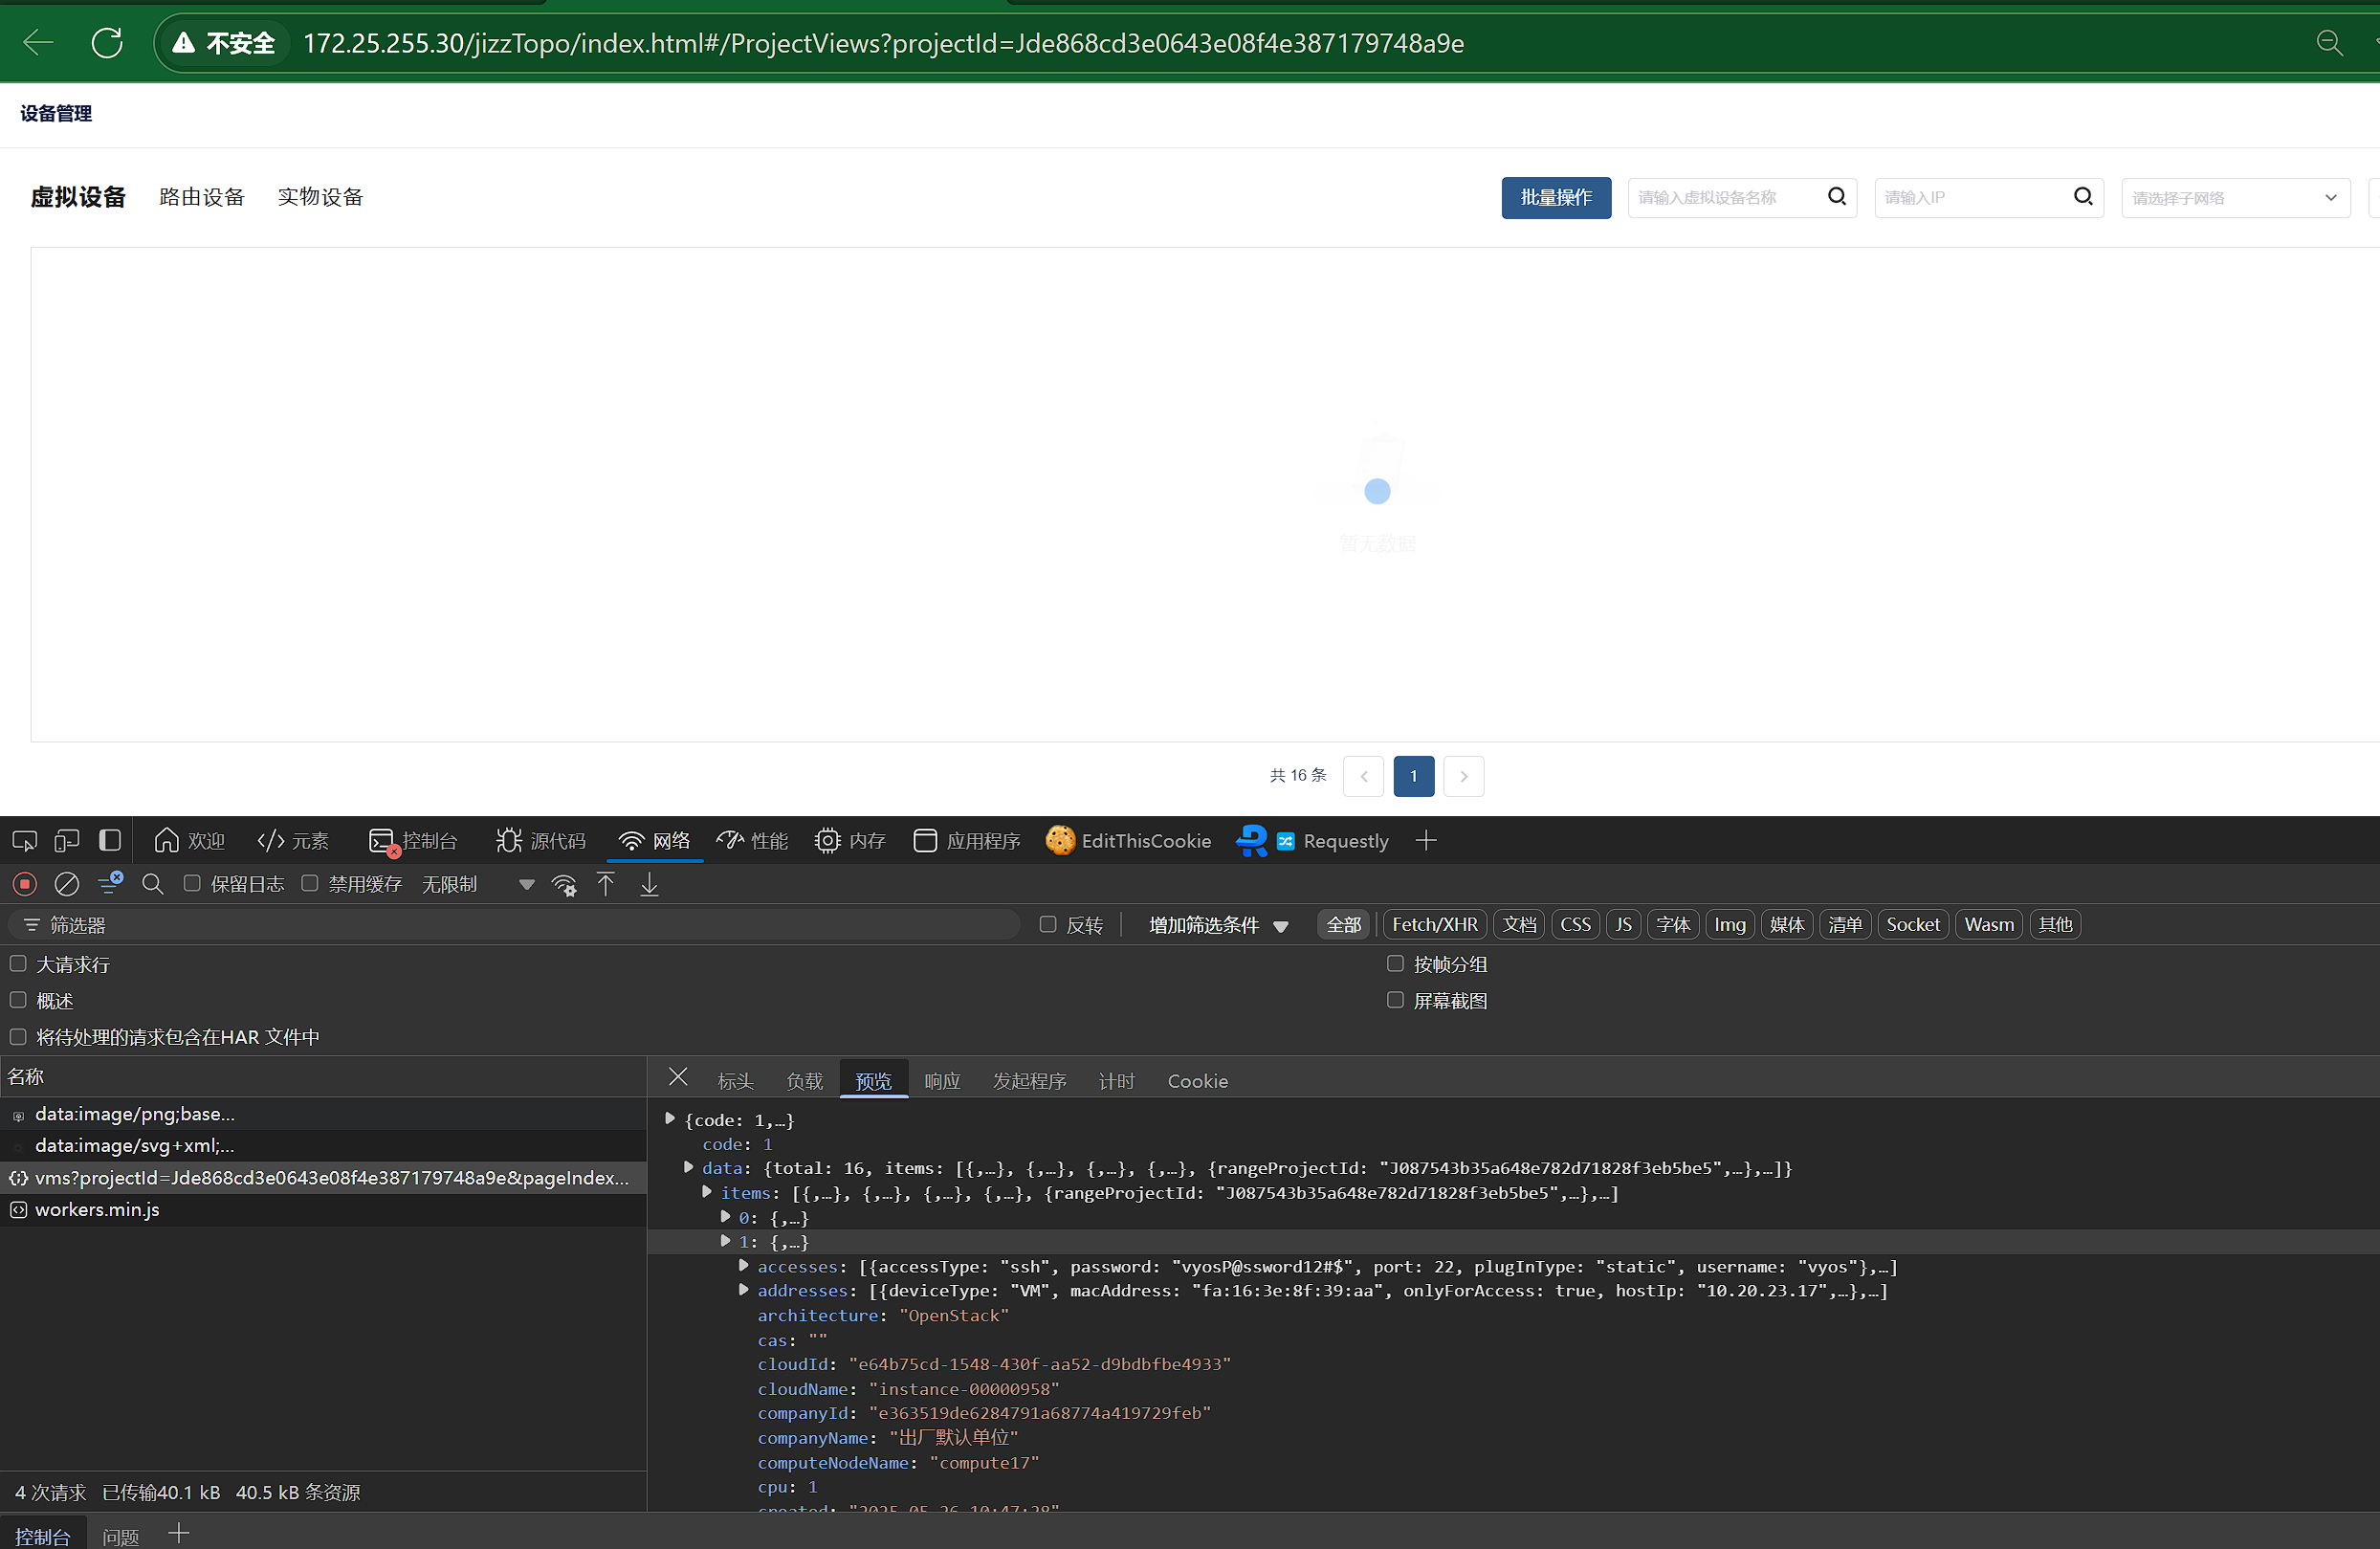 不安全 172.25.255.30/jizzTopo/index.html#/ProjectViews?projectId=Jde868cd3e0643e08f4e387179748a9e
设备管理
虚拟设备 路由设备 实物设备 批量操作 请输入虚拟设备名称 请输入IP 请选择子网络
暂无数据
共 16 条 1
欢迎 元素 控制台 源代码 网络 性能 内存 应用程序 EditThisCookie Requestly
保留日志 禁用缓存 无限制
筛选器 反转 增加筛选条件 全部 Fetch/XHR 文档 CSS JS 字体 Img 媒体 清单 Socket Wasm 其他
大请求行 按帧分组
概述 屏幕截图
将待处理的请求包含在HAR 文件中
名称 标头 负载 预览 响应 发起程序 计时 Cookie
data:image/png;base...
data:image/svg+xml;...
vms?projectId=Jde868cd3e0643e08f4e387179748a9e&pageIndex...
workers.min.js
{code: 1,…}
code: 1
data: {total: 16, items: [{,…}, {,…}, {,…}, {,…}, {rangeProjectId: "J087543b35a648e782d71828f3eb5be5",…},…]}
items: [{,…}, {,…}, {,…}, {,…}, {rangeProjectId: "J087543b35a648e782d71828f3eb5be5",…},…]
0: {,…}
1: {,…}
accesses: [{accessType: "ssh", password: "vyosP@ssword12#$", port: 22, plugInType: "static", username: "vyos"},…]
addresses: [{deviceType: "VM", macAddress: "fa:16:3e:8f:39:aa", onlyForAccess: true, hostIp: "10.20.23.17",…},…]
architecture: "OpenStack"
cas: ""
cloudId: "e64b75cd-1548-430f-aa52-d9bdbfbe4933"
cloudName: "instance-00000958"
companyId: "e363519de6284791a68774a419729feb"
companyName: "出厂默认单位"
computeNodeName: "compute17"
cpu: 1
created: "2025-05-26 10:47:28"
4 次请求 已传输40.1 kB 40.5 kB 条资源
控制台 问题